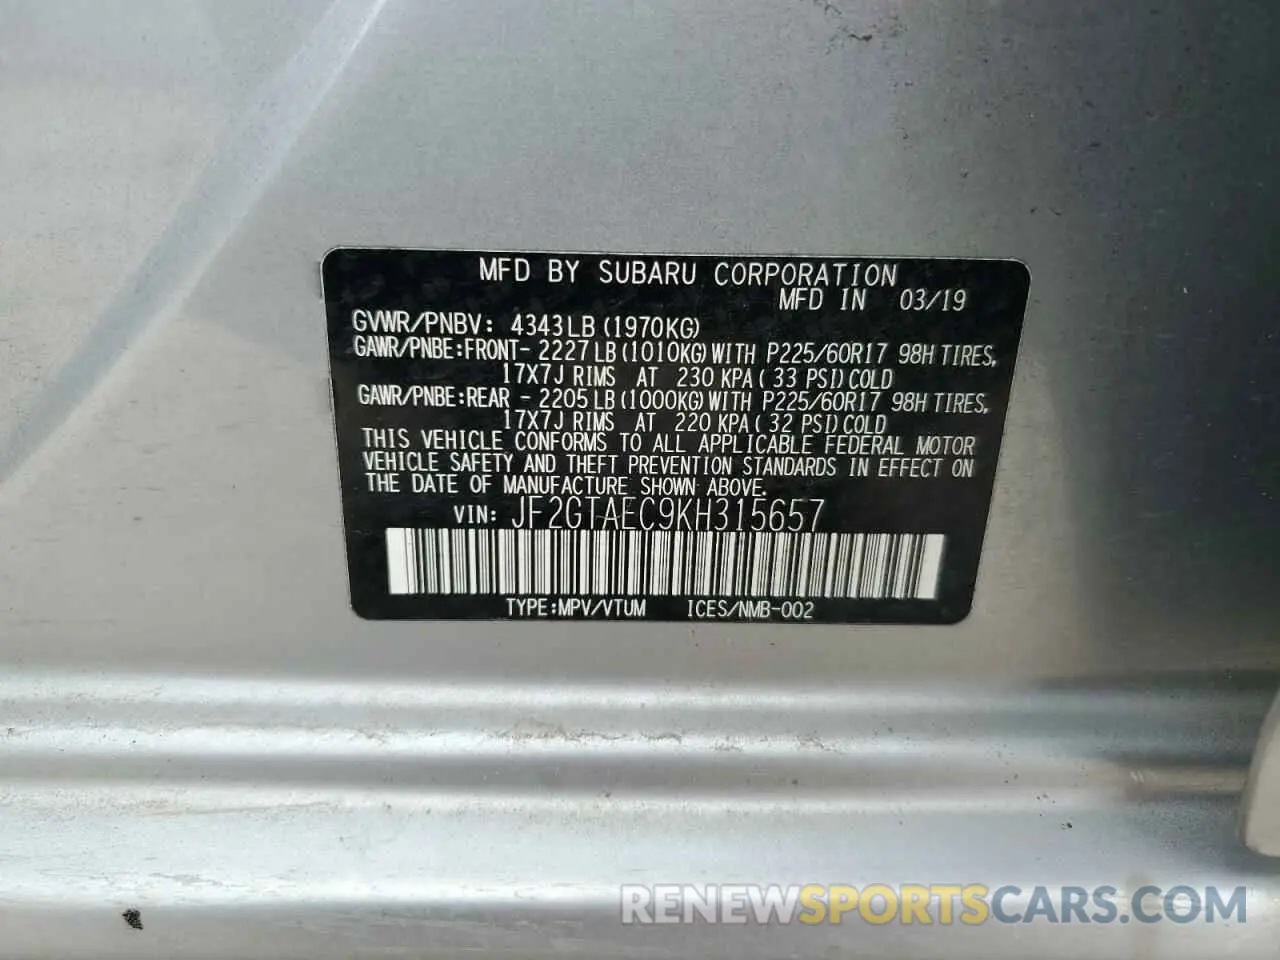 MFD BY SUBARU CORPORATION
MFD IN 03/19
GVWR/PNBV: 4343LB (1970KG)
GAWR/PNBE:FRONT- 2227LB(1010KG)WITH P225/60R17 98H TIRES,
17X7J RIMS AT 230 KPA( 33 PSI)COLD
GAWR/PNBE:REAR - 2205LB(1000KG)WITH P225/60R17 98H TIRES,
17X7J RIMS AT 220 KPA( 32 PSI)COLD
THIS VEHICLE CONFORMS TO ALL APPLICABLE FEDERAL MOTOR
VEHICLE SAFETY AND THEFT PREVENTION STANDARDS IN EFFECT ON
THE DATE OF MANUFACTURE SHOWN ABOVE.
VIN: JF2GTAEC9KH315657
TYPE:MPV/VTUM ICES/NMB-002
RENEWSPORTSCARS.COM